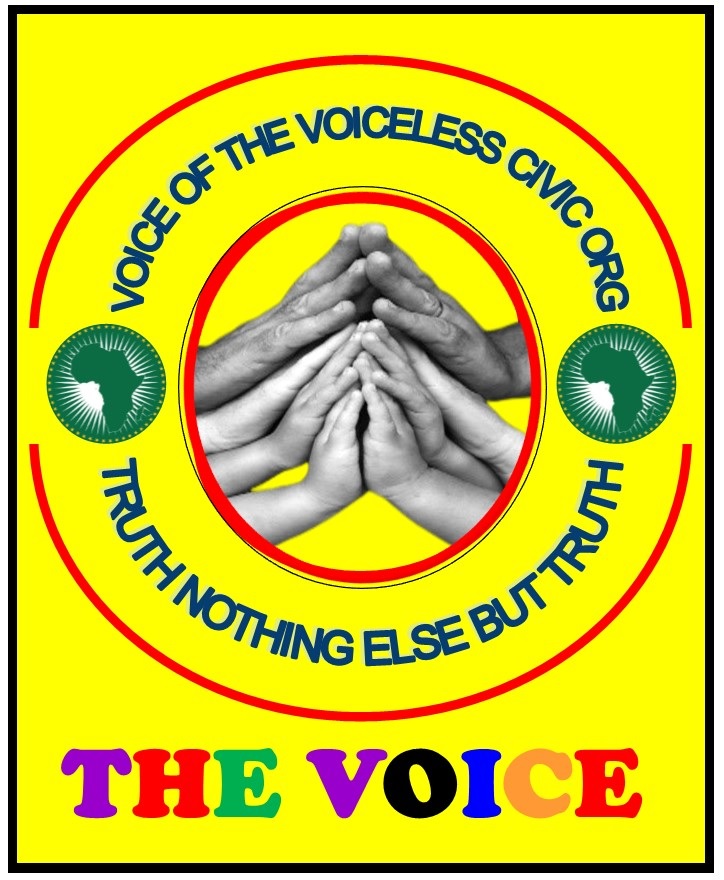 VOICE OF THE VOICELESS CIVIC ORG
TRUTH NOTHING ELSE BUT TRUTH
THE VOICE